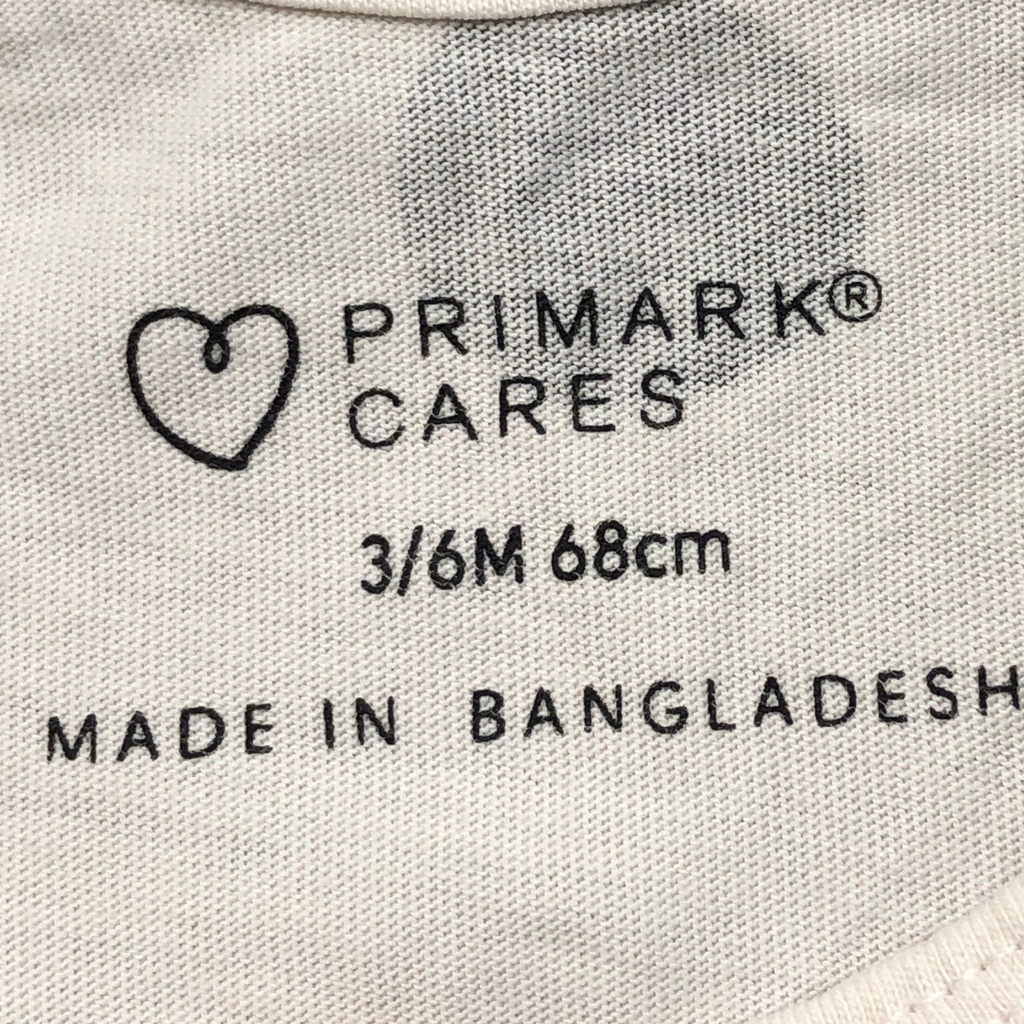 PRIMARK®
CARES
3/6M 68cm
MADE IN BANGLADESH